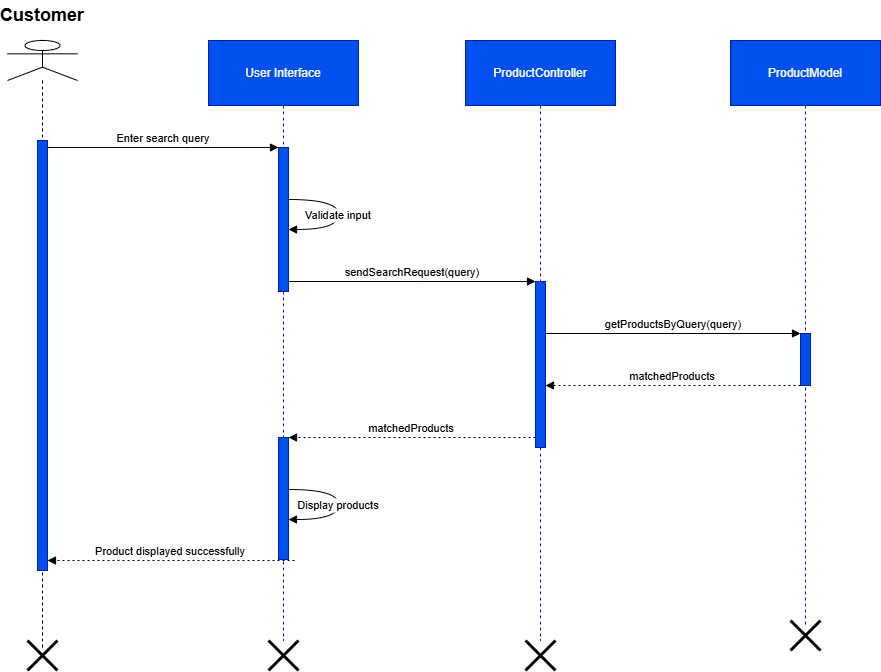 Customer
User Interface
ProductController
ProductModel
Enter search query
Validate input
sendSearchRequest(query)
getProductsByQuery(query)
matchedProducts
matchedProducts
Display products
Product displayed successfully